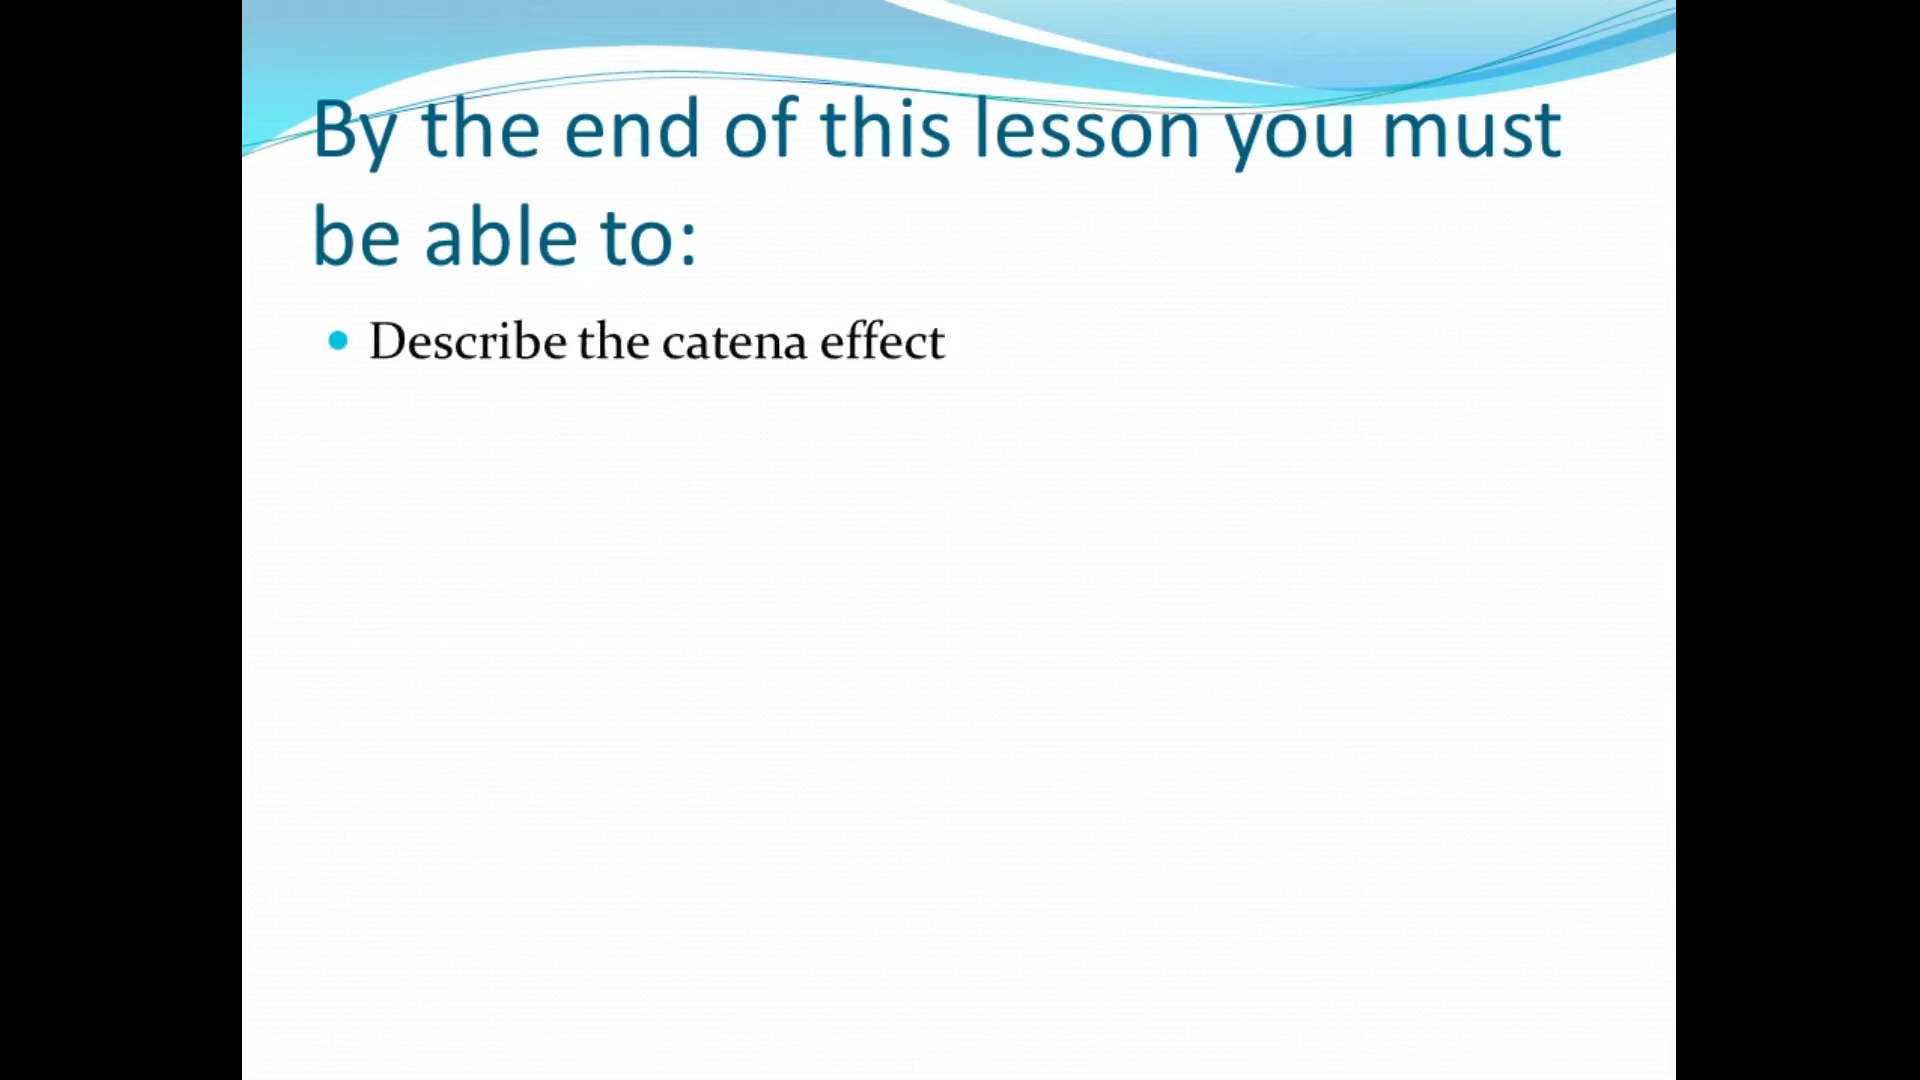 By the end of this lesson you must
be able to:
• Describe the catena effect